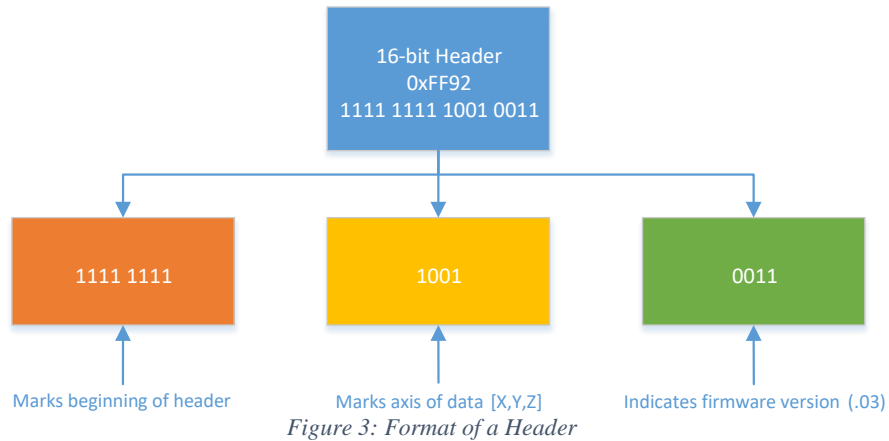 16-bit Header
0xFF92
1111 1111 1001 0011
1111 1111
1001
0011
Marks beginning of header
Marks axis of data [X,Y,Z]
Indicates firmware version (.03)
Figure 3: Format of a Header